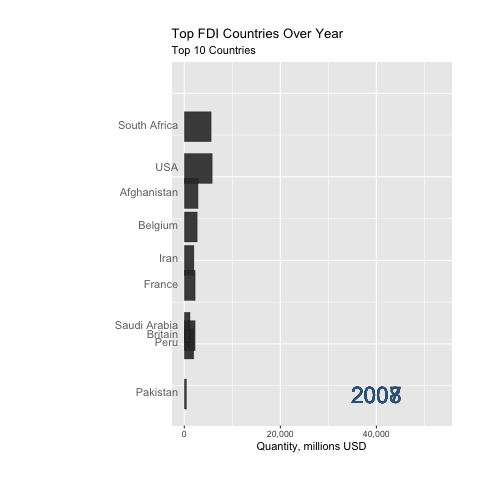 Top FDI Countries Over Year
Top 10 Countries
South Africa
USA
Afghanistan
Belgium
Iran
France
Saudi Arabia
Britain
Peru
Pakistan
0
20,000
40,000
Quantity, millions USD